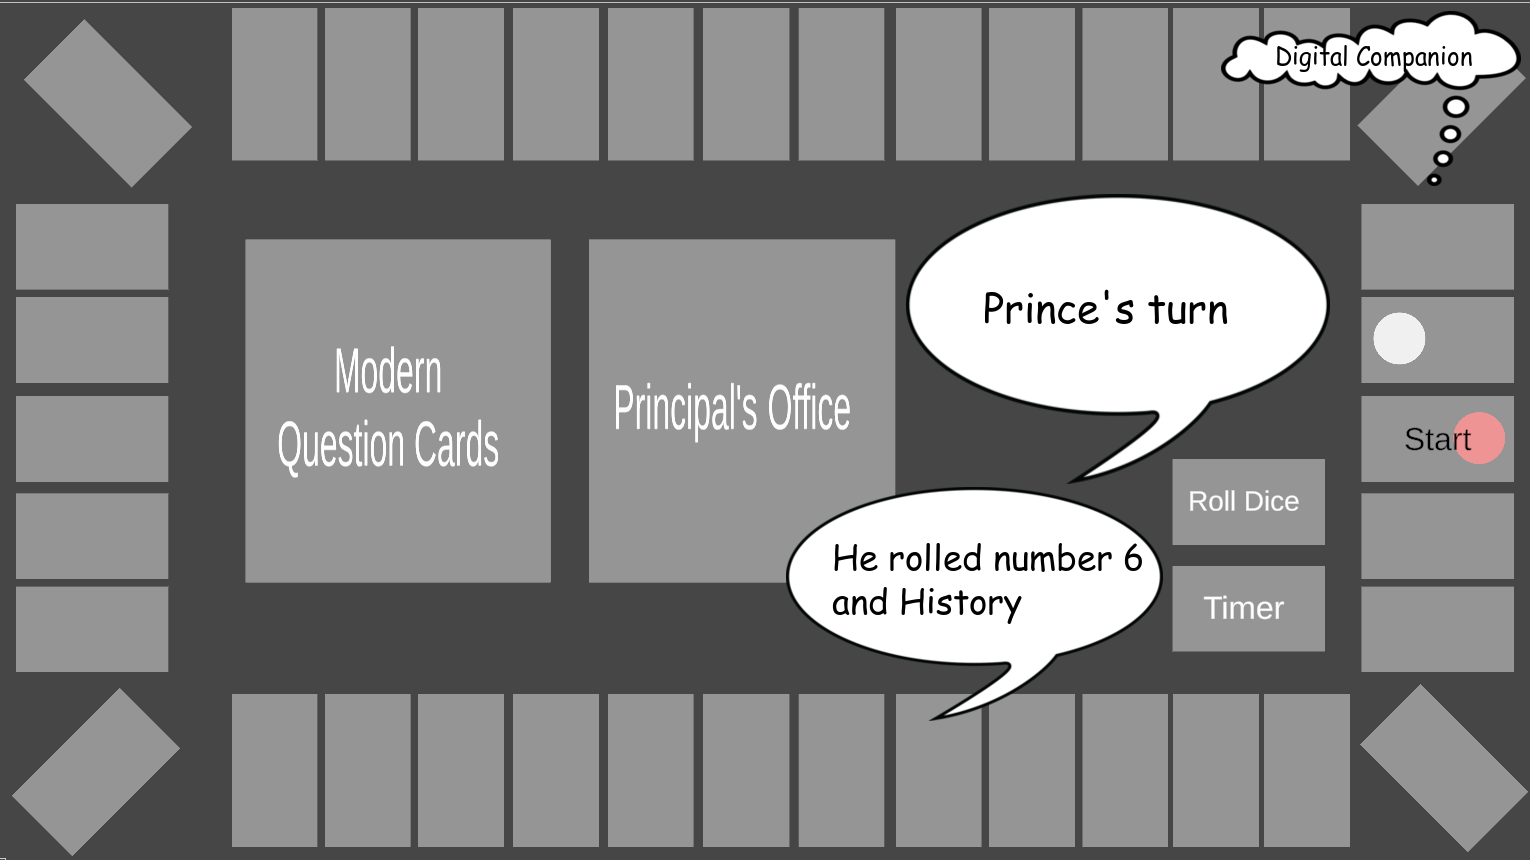 Digital Companion
Prince's turn
Modern
Question Cards
Principal's Office
Start
Roll Dice
He rolled number 6
and History
Timer